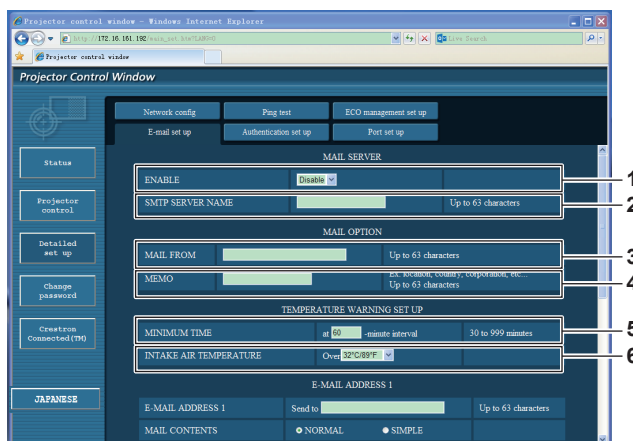 Projector control window - Windows Internet Explorer
http://172.16.161.192/main_set.htm?LANG=0
Live Search
Projector control window
Projector Control Window
Network config Ping test ECO management set up
E-mail set up Authentication set up Port set up
Status
Projector control
Detailed set up
Change password
Crestron Connected(TM)
JAPANESE
MAIL SERVER
ENABLE Disable 1
SMTP SERVER NAME Up to 63 characters 2
MAIL OPTION
MAIL FROM Up to 63 characters 3
MEMO Ex. location, country, corporation, etc... 4
Up to 63 characters
TEMPERATURE WARNING SET UP
MINIMUM TIME at 60 -minute interval 30 to 999 minutes 5
INTAKE AIR TEMPERATURE Over 32°C/89°F 6
E-MAIL ADDRESS 1
E-MAIL ADDRESS 1 Send to Up to 63 characters
MAIL CONTENTS NORMAL SIMPLE